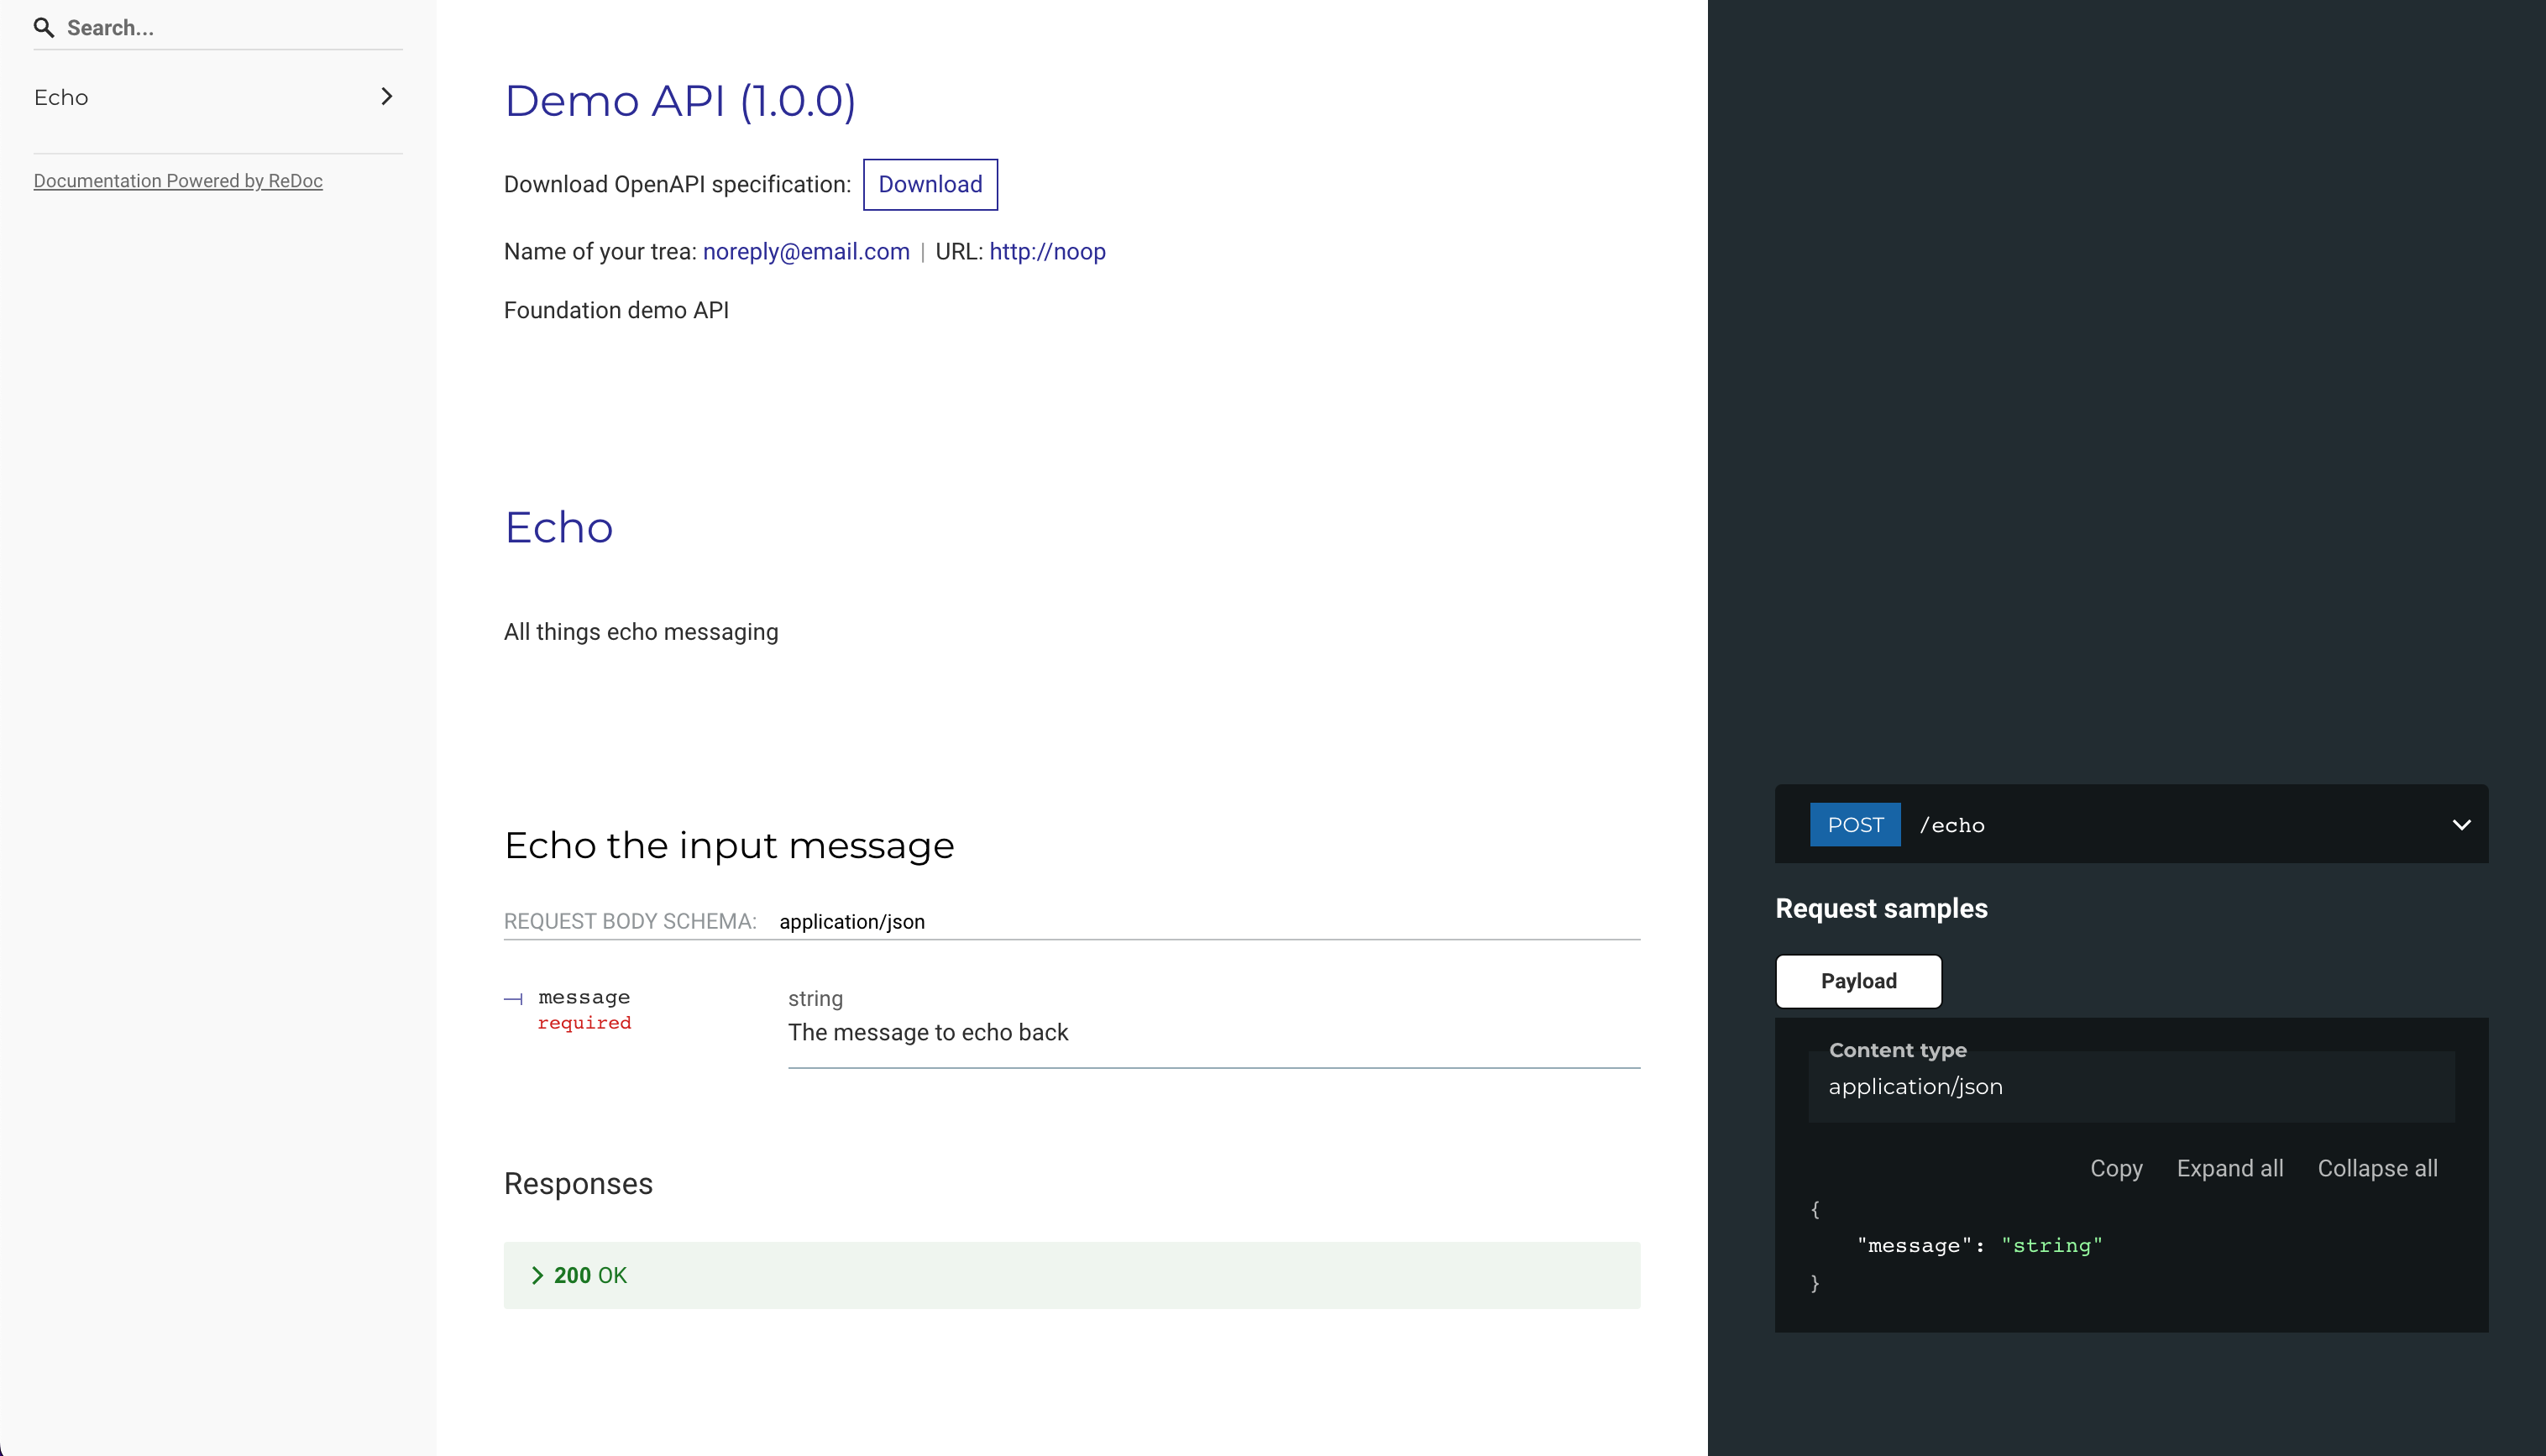 Search...
Echo
Documentation Powered by ReDoc
Demo API (1.0.0)
Download OpenAPI specification: Download
Name of your trea: noreply@email.com | URL: http://noop
Foundation demo API
Echo
All things echo messaging
Echo the input message
REQUEST BODY SCHEMA: application/json
message
required
string
The message to echo back
Responses
200 OK
POST /echo
Request samples
Payload
Content type
application/json
Copy Expand all Collapse all
{
"message": "string"
}